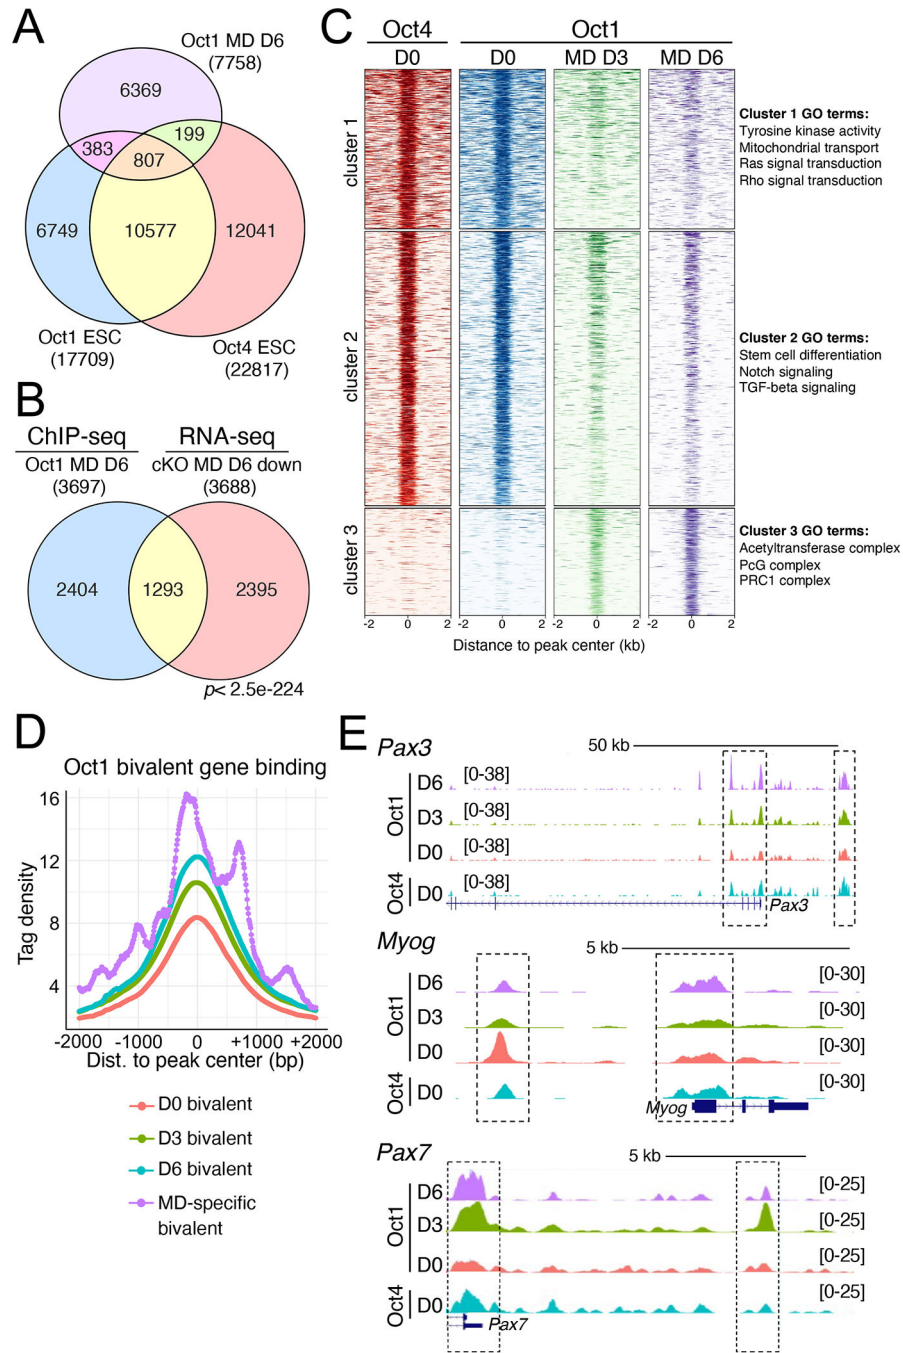 A
Oct1 MD D6
(7758)
6369
199
383
807
6749
10577
12041
Oct1 ESC
(17709)
Oct4 ESC
(22817)
B
ChIP-seq
RNA-seq
Oct1 MD D6
cKO MD D6 down
(3697)
(3688)
2404
1293
2395
p< 2.5e-224
C
Oct4
Oct1
D0
D0
MD D3
MD D6
cluster 1
Cluster 1 GO terms:
Tyrosine kinase activity
Mitochondrial transport
Ras signal transduction
Rho signal transduction
cluster 2
Cluster 2 GO terms:
Stem cell differentiation
Notch signaling
TGF-beta signaling
cluster 3
Cluster 3 GO terms:
Acetyltransferase complex
PcG complex
PRC1 complex
-2 0 2 -2 0 2 -2 0 2 -2 0 2
Distance to peak center (kb)
D
Oct1 bivalent gene binding
Tag density
16
12
8
4
-2000 -1000 0 +1000 +2000
Dist. to peak center (bp)
D0 bivalent
D3 bivalent
D6 bivalent
MD-specific
bivalent
E
Pax3
50 kb
Oct1
D6 [0-38]
D3 [0-38]
D0 [0-38]
Oct4
D0 [0-38]
Pax3
Myog
5 kb
Oct1
D6 [0-30]
D3 [0-30]
D0 [0-30]
Oct4
D0 [0-30]
Myog
Pax7
5 kb
Oct1
D6 [0-25]
D3 [0-25]
D0 [0-25]
Oct4
D0 [0-25]
Pax7